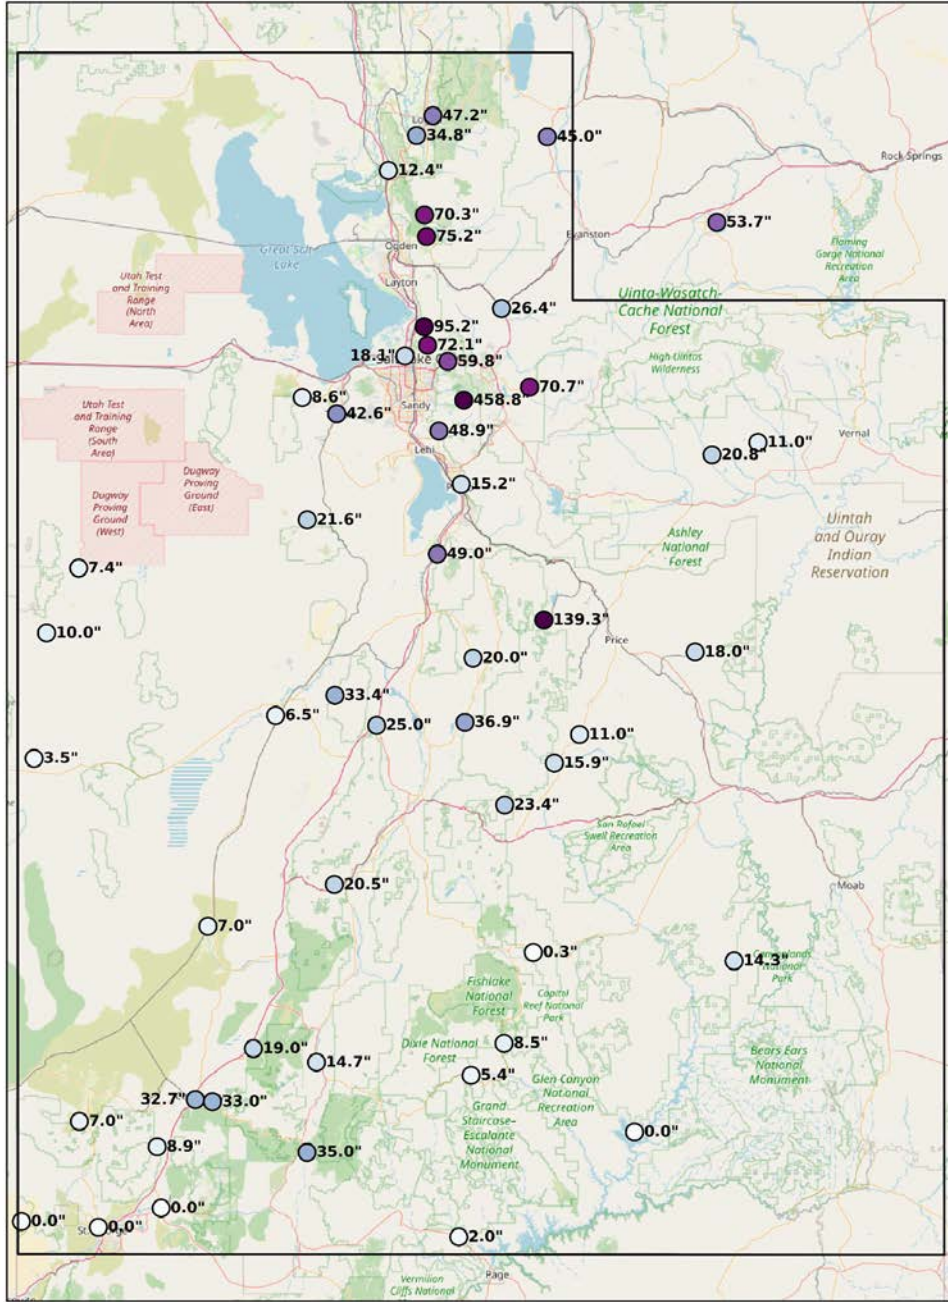 47.2"
Lo
34.8"
45.0"
Rock Springs
12.4"
70.3"
53.7"
75.2"
Evanston
Ogden
Great Salt
Lake
Flaming
Gorge National
Recreation
Area
Utah Test
and Training
Range
(North
Area)
Layton
26.4"
Uinta-Wasatch-
Cache National
Forest
95.2"
72.1"
18.1"
59.8"
High Uintas
Wilderness
70.7"
8.6"
458.8"
Sandy
42.6"
Utah Test
and Training
Range
(South
Area)
48.9"
11.0"
Vernal
20.8"
Lehi
Dugway
Proving
Ground
(East)
Dugway
Proving
Ground
(West)
15.2"
21.6"
Uintah
and Ouray
Indian
Reservation
Ashley
National
Forest
49.0"
7.4"
139.3"
10.0"
Price
18.0"
20.0"
33.4"
6.5"
25.0"
36.9"
11.0"
3.5"
15.9"
23.4"
San Rafael
Swell Recreation
Area
20.5"
Moab
7.0"
0.3"
14.3"
Canyonlands
National
Park
Fishlake
National
Forest
Capitol
Reef National
Park
19.0"
14.7"
Dixie National
Forest
8.5"
Bears Ears
National
Monument
5.4"
Glen Canyon
National
Recreation
Area
32.7"
33.0"
Grand
Staircase-
Escalante
National
Monument
7.0"
0.0"
8.9"
35.0"
0.0"
0.0"
0.0"
2.0"
Page
Vermilion
Cliffs National